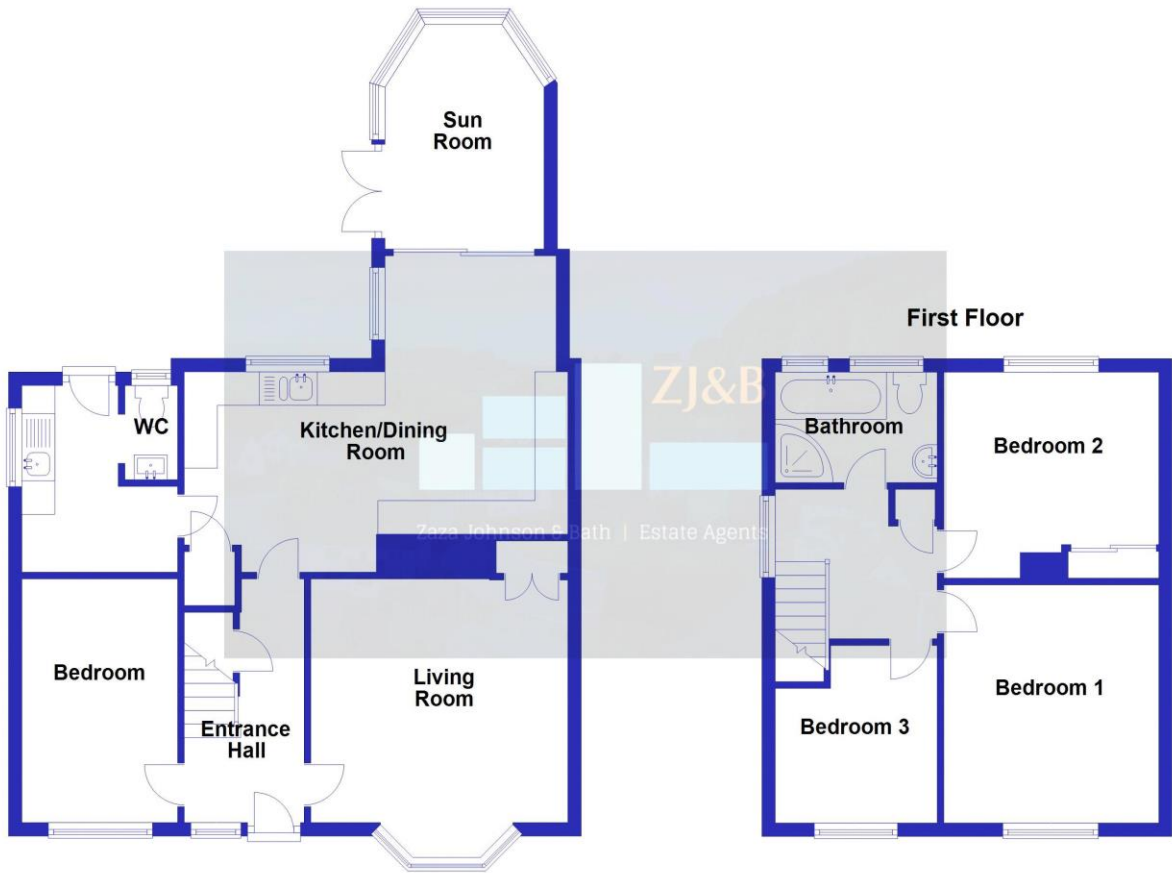 Sun
Room
First Floor
ZJ&B
WC
Kitchen/Dining
Room
Bathroom
Bedroom 2
Zaza Johnson & Bath | Estate Agents
Bedroom
Living
Room
Entrance
Hall
Bedroom 3
Bedroom 1